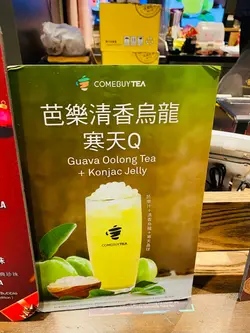 COMEBUYTEA
芭樂清香烏龍
寒天Q
Guava Oolong Tea
+ Konjac Jelly
COMEBUYTEA